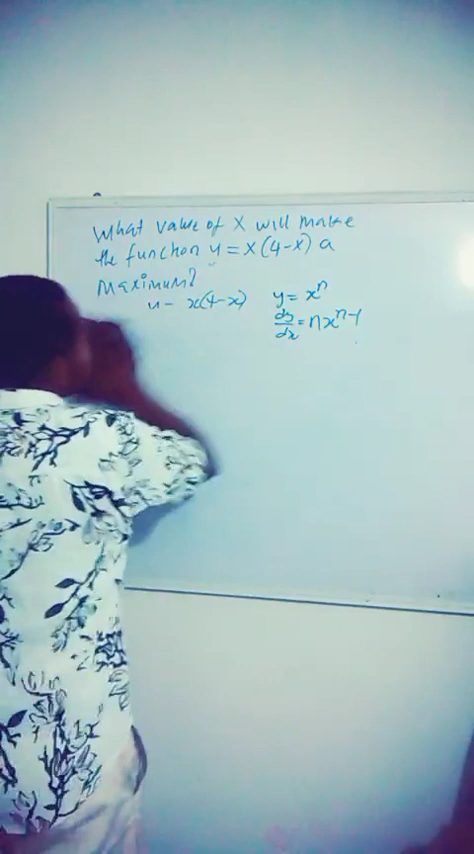 What value of x will make
the function y = x(4-x) a
Maximum?
y = x(4-x) y = x^n
dy/dx = nx^n-1